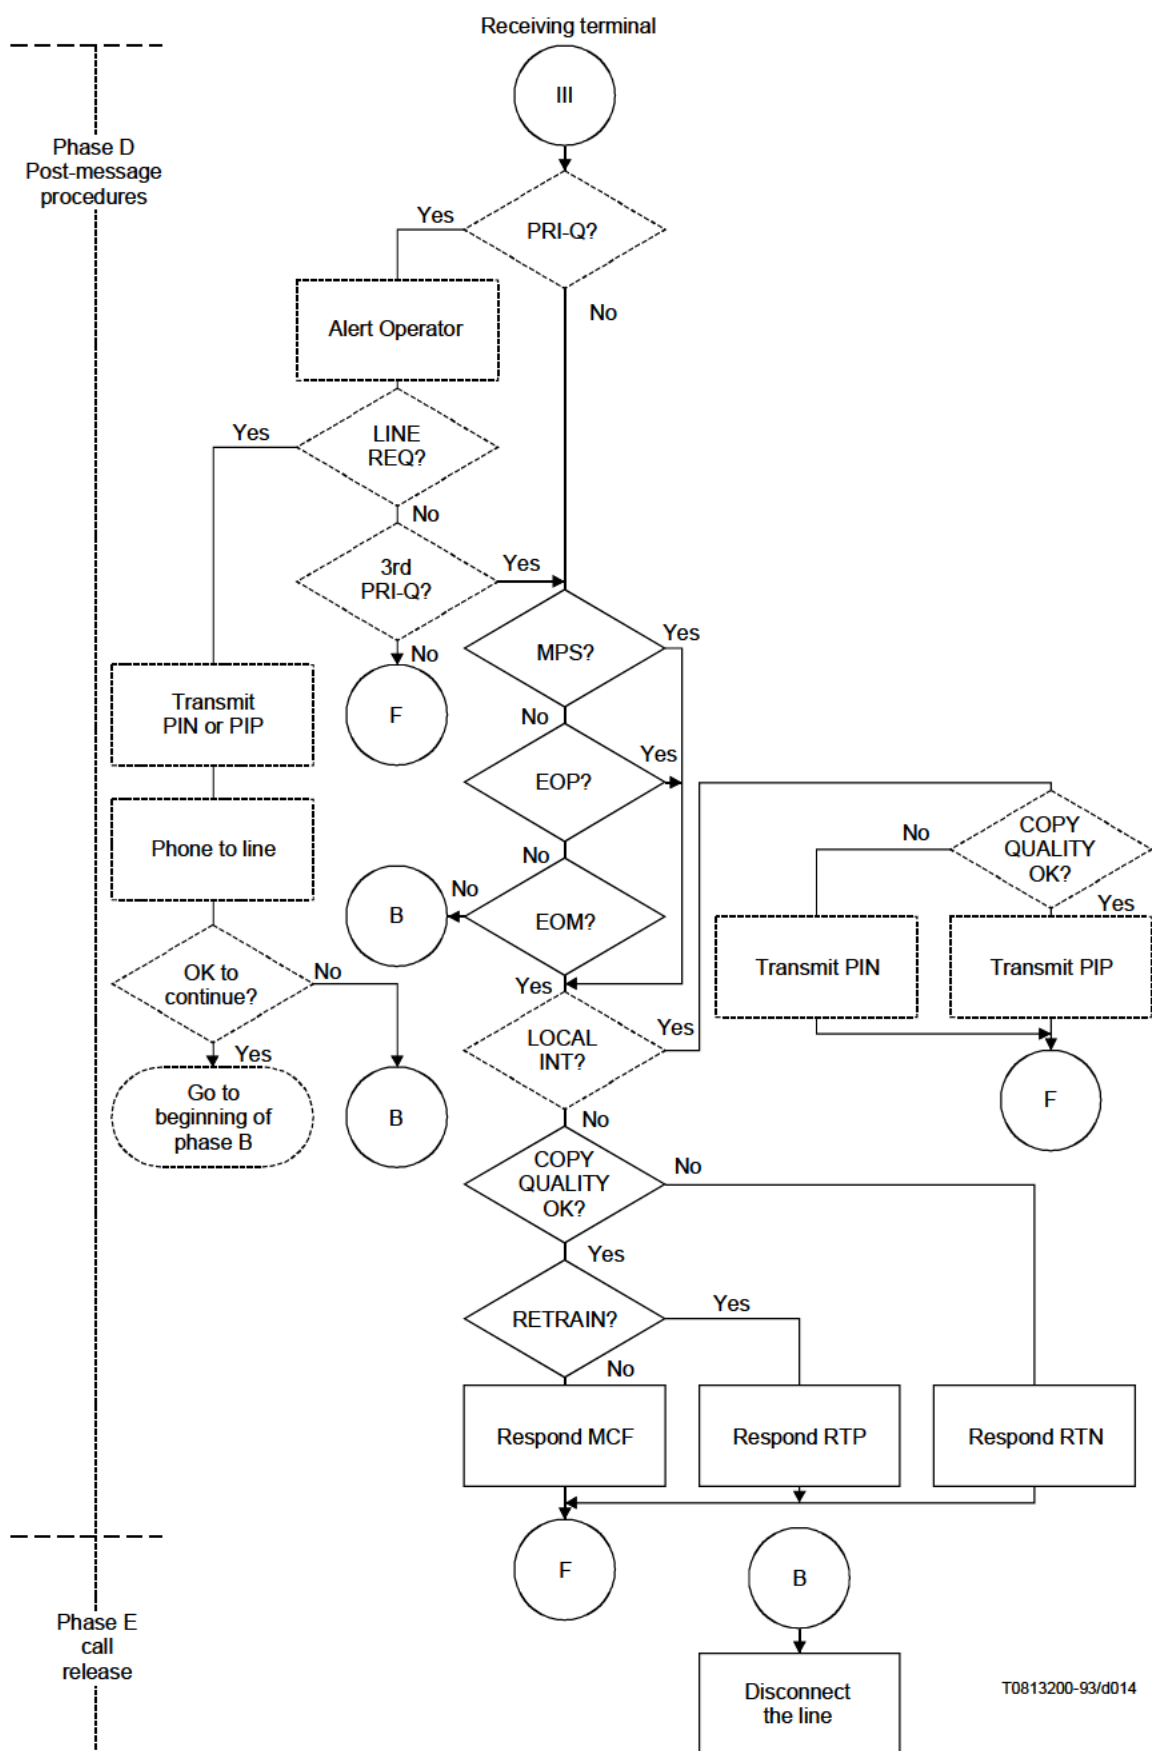 Receiving terminal
III
Phase D
Post-message
procedures
Yes
PRI-Q?
No
Alert Operator
Yes
LINE
REQ?
No
3rd
PRI-Q?
Yes
No
MPS?
Yes
No
Transmit
PIN or PIP
F
EOP?
Yes
No
Phone to line
COPY
QUALITY
OK?
No
Yes
B
No
EOM?
Yes
Transmit PIN
Transmit PIP
OK to
continue?
No
Yes
LOCAL
INT?
Yes
No
Go to
beginning of
phase B
B
F
COPY
QUALITY
OK?
No
Yes
RETRAIN?
Yes
No
Respond MCF
Respond RTP
Respond RTN
F
B
Phase E
call
release
Disconnect
the line
T0813200-93/d014